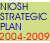 NIOSH
STRATEGIC
PLAN
2004-2009